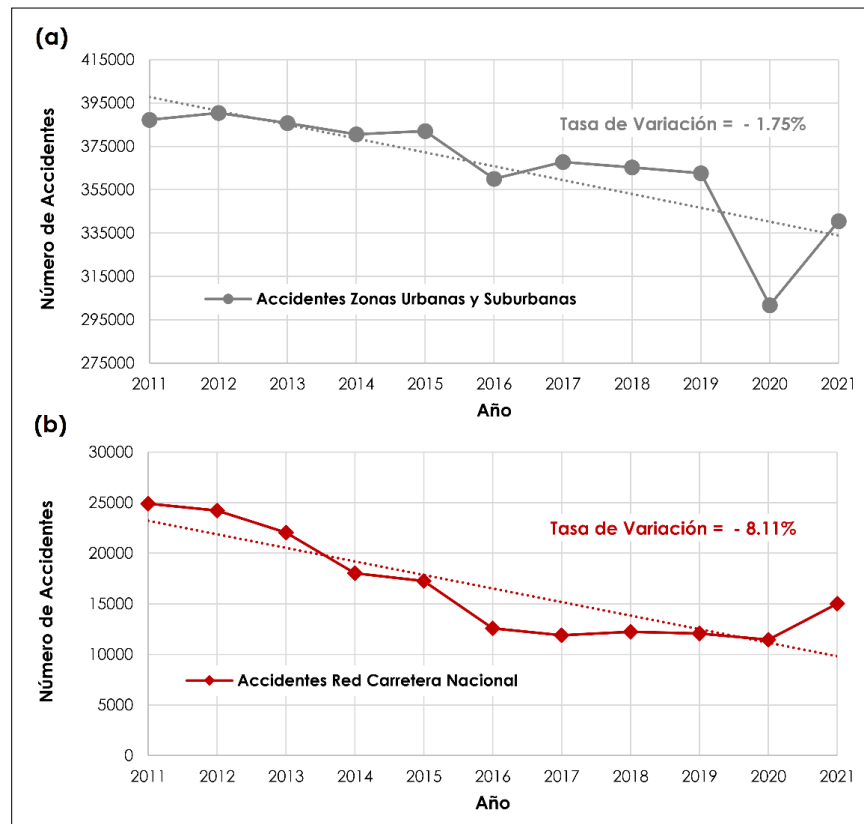 (a)
Número de Accidentes
415000
395000
375000
355000
335000
315000
295000
275000
Tasa de Variación = - 1.75%
Accidentes Zonas Urbanas y Suburbanas
2011 2012 2013 2014 2015 2016 2017 2018 2019 2020 2021
Año
(b)
Número de Accidentes
30000
25000
20000
15000
10000
5000
0
Tasa de Variación = - 8.11%
Accidentes Red Carretera Nacional
2011 2012 2013 2014 2015 2016 2017 2018 2019 2020 2021
Año